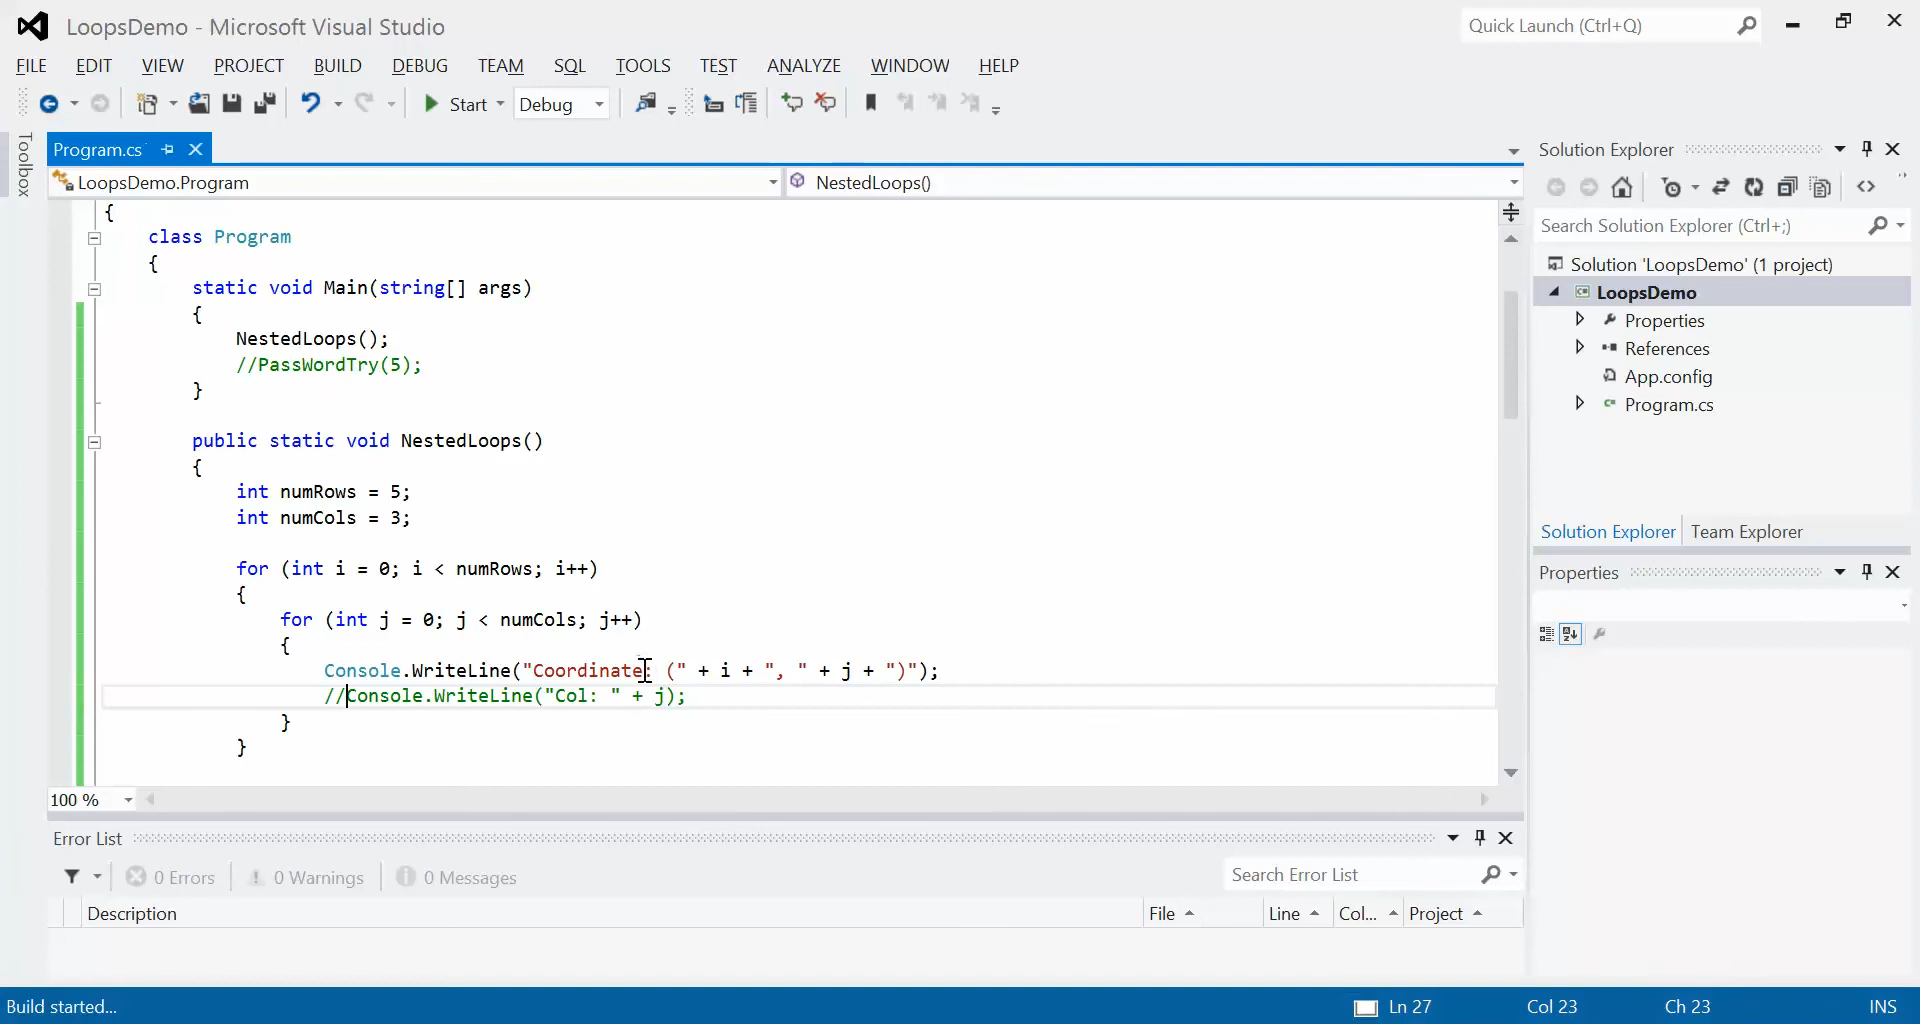 LoopsDemo - Microsoft Visual Studio
Quick Launch (Ctrl+Q)
FILE EDIT VIEW PROJECT BUILD DEBUG TEAM SQL TOOLS TEST ANALYZE WINDOW HELP
Start Debug
Toolbox
Program.cs
LoopsDemo.Program
NestedLoops()
{
class Program
{
static void Main(string[] args)
{
NestedLoops();
//PassWordTry(5);
}
public static void NestedLoops()
{
int numRows = 5;
int numCols = 3;
for (int i = 0; i < numRows; i++)
{
for (int j = 0; j < numCols; j++)
{
Console.WriteLine("Coordinate: (" + i + ", " + j + ")");
//Console.WriteLine("Col: " + j);
}
}
100 %
Solution Explorer
Search Solution Explorer (Ctrl+;)
Solution 'LoopsDemo' (1 project)
LoopsDemo
Properties
References
App.config
Program.cs
Solution Explorer Team Explorer
Properties
Error List
0 Errors 0 Warnings 0 Messages
Search Error List
Description File Line Col... Project
Build started... Ln 27 Col 23 Ch 23 INS